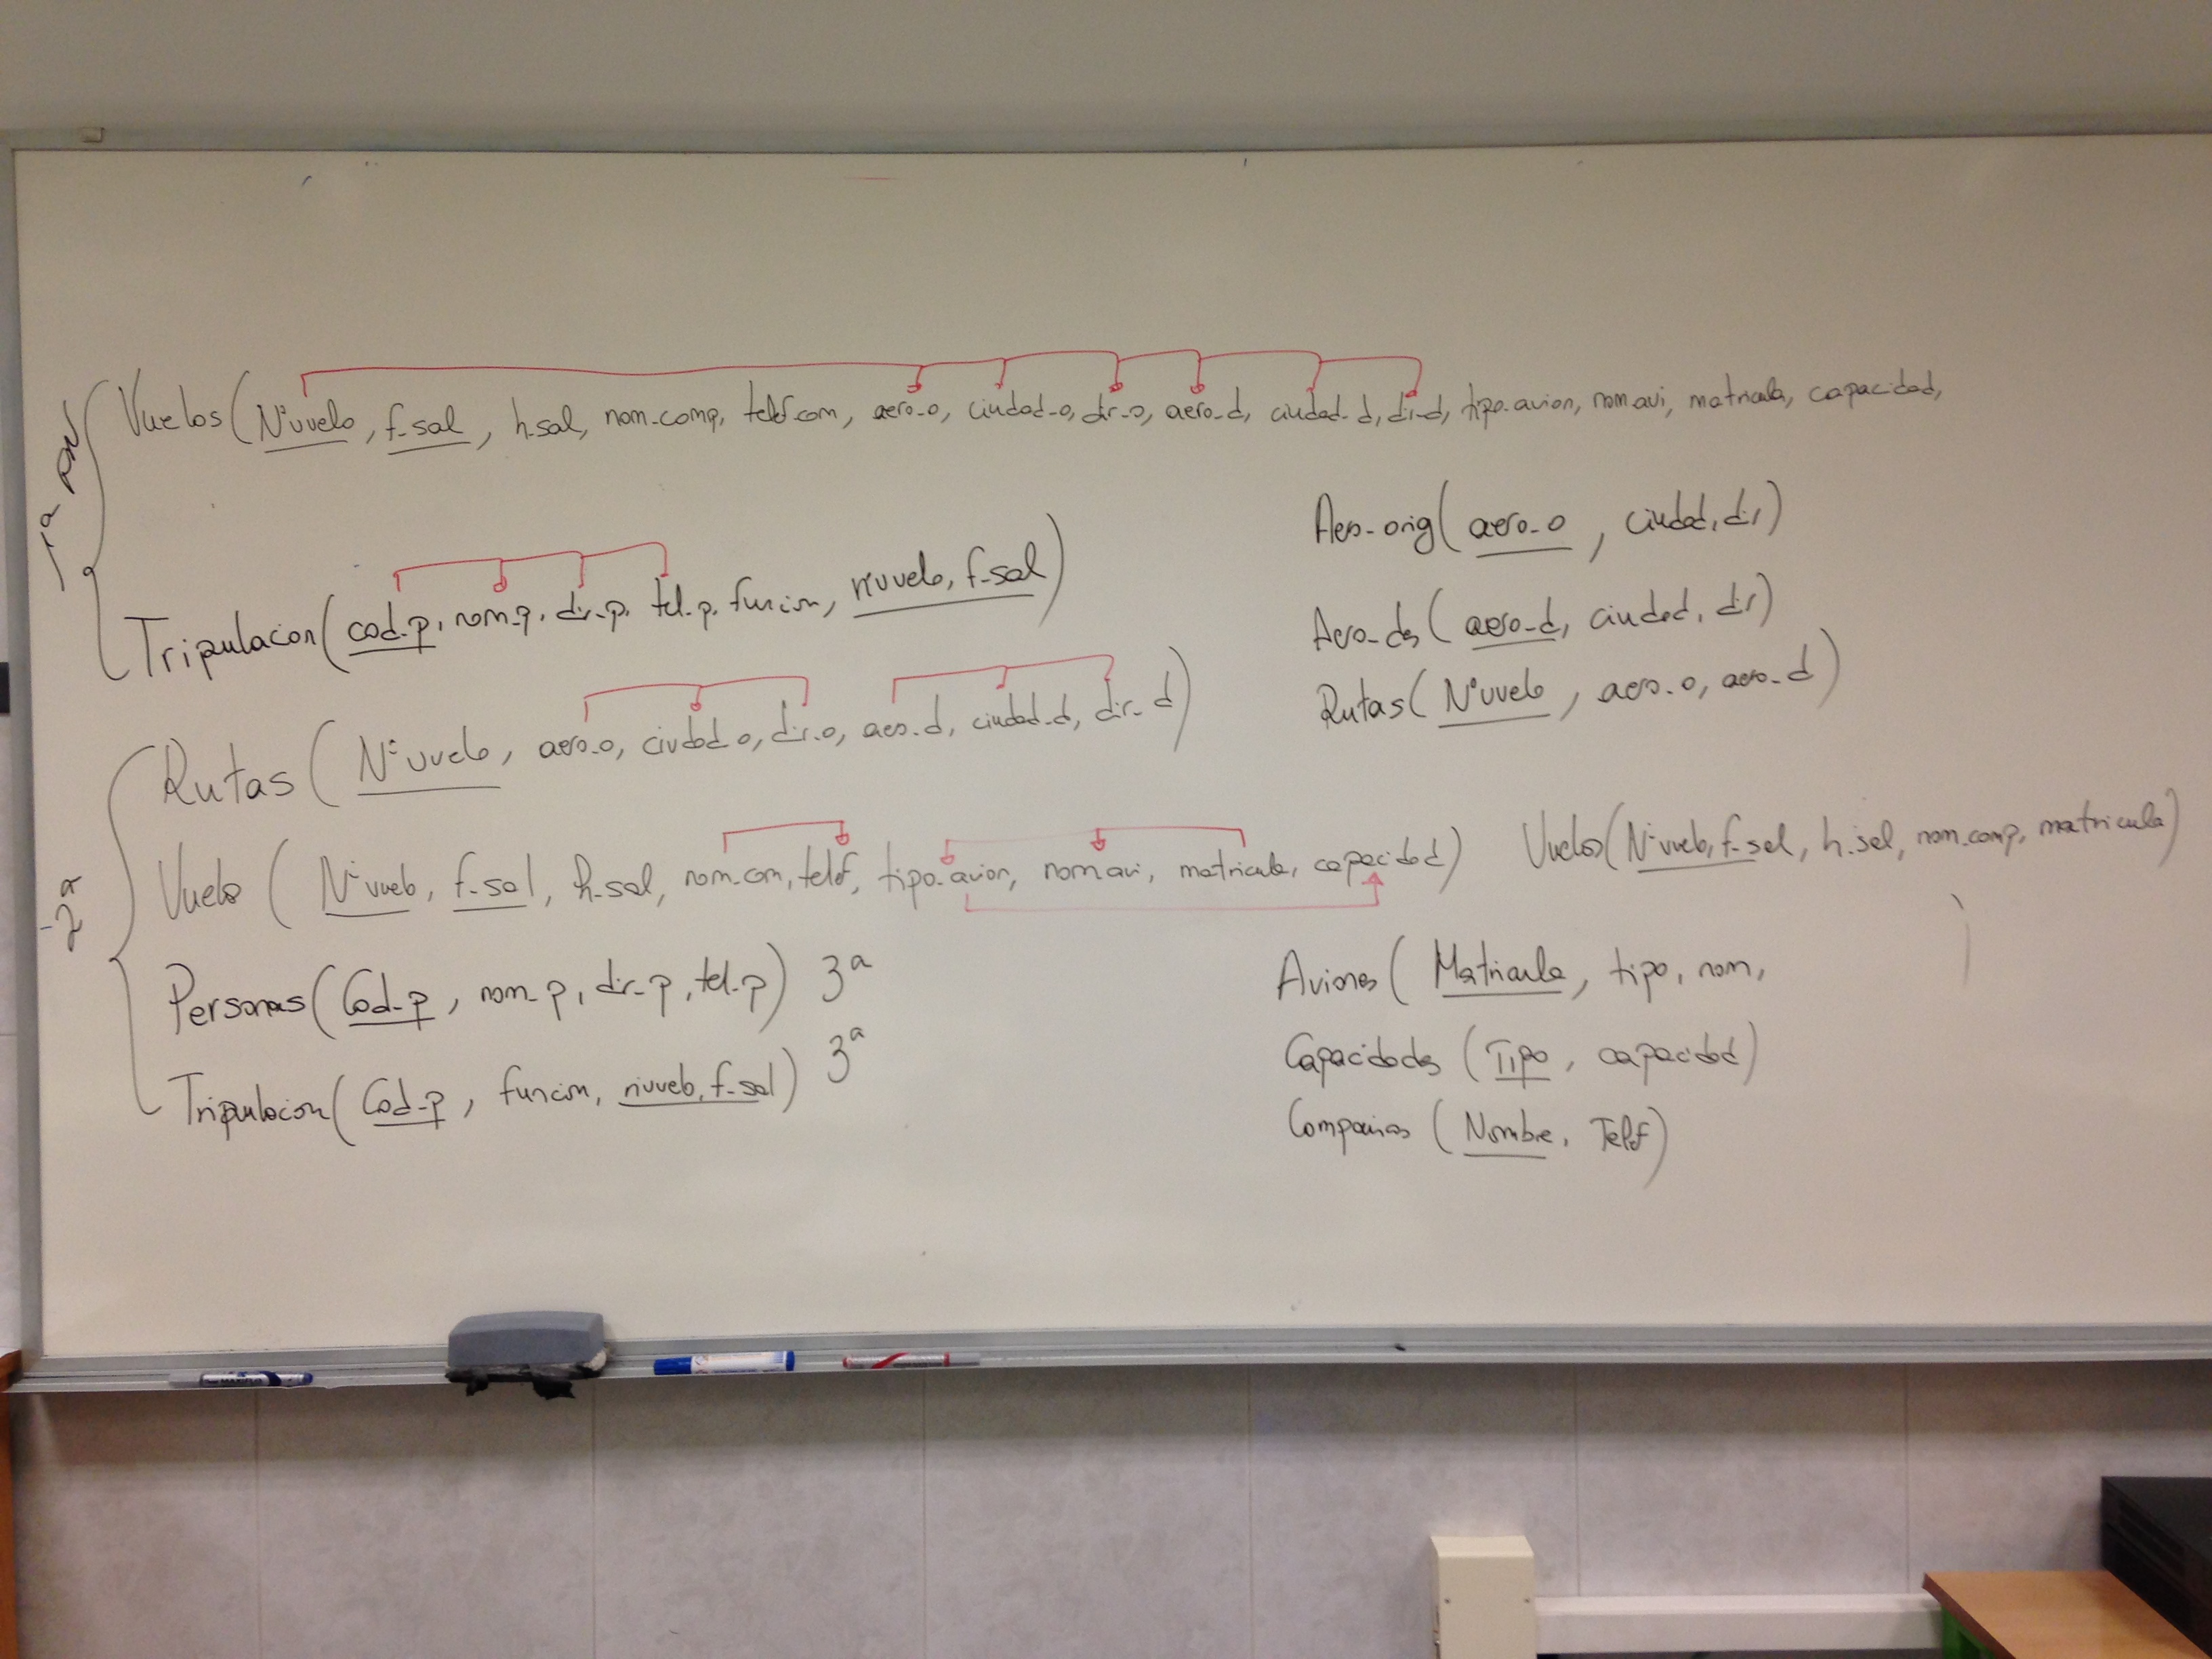 1ª FN
Vuelos (Nºvuelo, f-sal, h.sal, nom-comp, telef.com, aero-o, ciudad-o, dir-o, aero-d, ciudad-d, dir-d, tipo.avion, nom avi, matricula, capacidad,
Tripulacion (cod-p, nom-p, dir-p, tel-p, funcion, nºvuelo, f-sal)
Aero-orig (aero-o, ciudad, dir)
Aero-des (aero-d, ciudad, dir)
Rutas (Nºvuelo, aero-o, aero-d)
2ª
Rutas (Nºvuelo, aero-o, ciudad o, dir-o, aero-d, ciudad-d, dir-d)
Vuelo (Nºvuelo, f-sal, h.sal, nom-com, telef, tipo-avion, nom avi, matricula, capacidad)
Vuelos (Nºvuelo, f-sal, h.sal, nom-comp, matricula)
Personas (Cod-p, nom-p, dir-p, tel-p) 3ª
Tripulacion (Cod-p, funcion, nºvuelo, f-sal) 3ª
Aviones (Matricula, tipo, nom,
Capacidades (Tipo, capacidad)
Companias (Nombre, Telef)